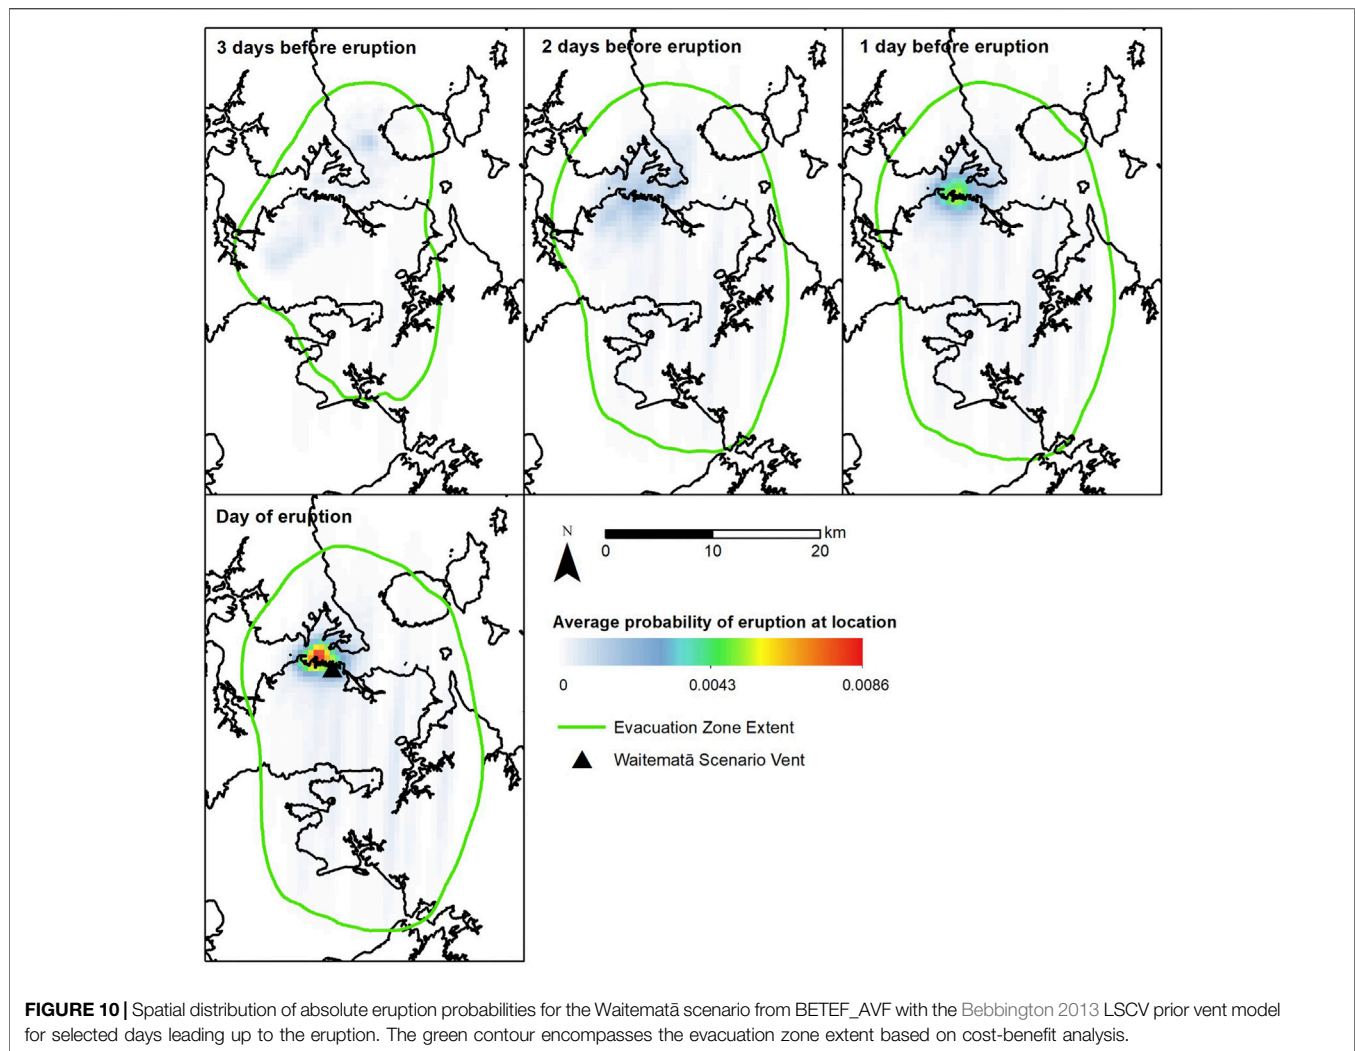 3 days before eruption
2 days before eruption
1 day before eruption
Day of eruption
N
km
0 10 20
Average probability of eruption at location
0 0.0043 0.0086
Evacuation Zone Extent
Waitematā Scenario Vent
FIGURE 10 | Spatial distribution of absolute eruption probabilities for the Waitematā scenario from BETEF_AVF with the Bebbington 2013 LSCV prior vent model
for selected days leading up to the eruption. The green contour encompasses the evacuation zone extent based on cost-benefit analysis.